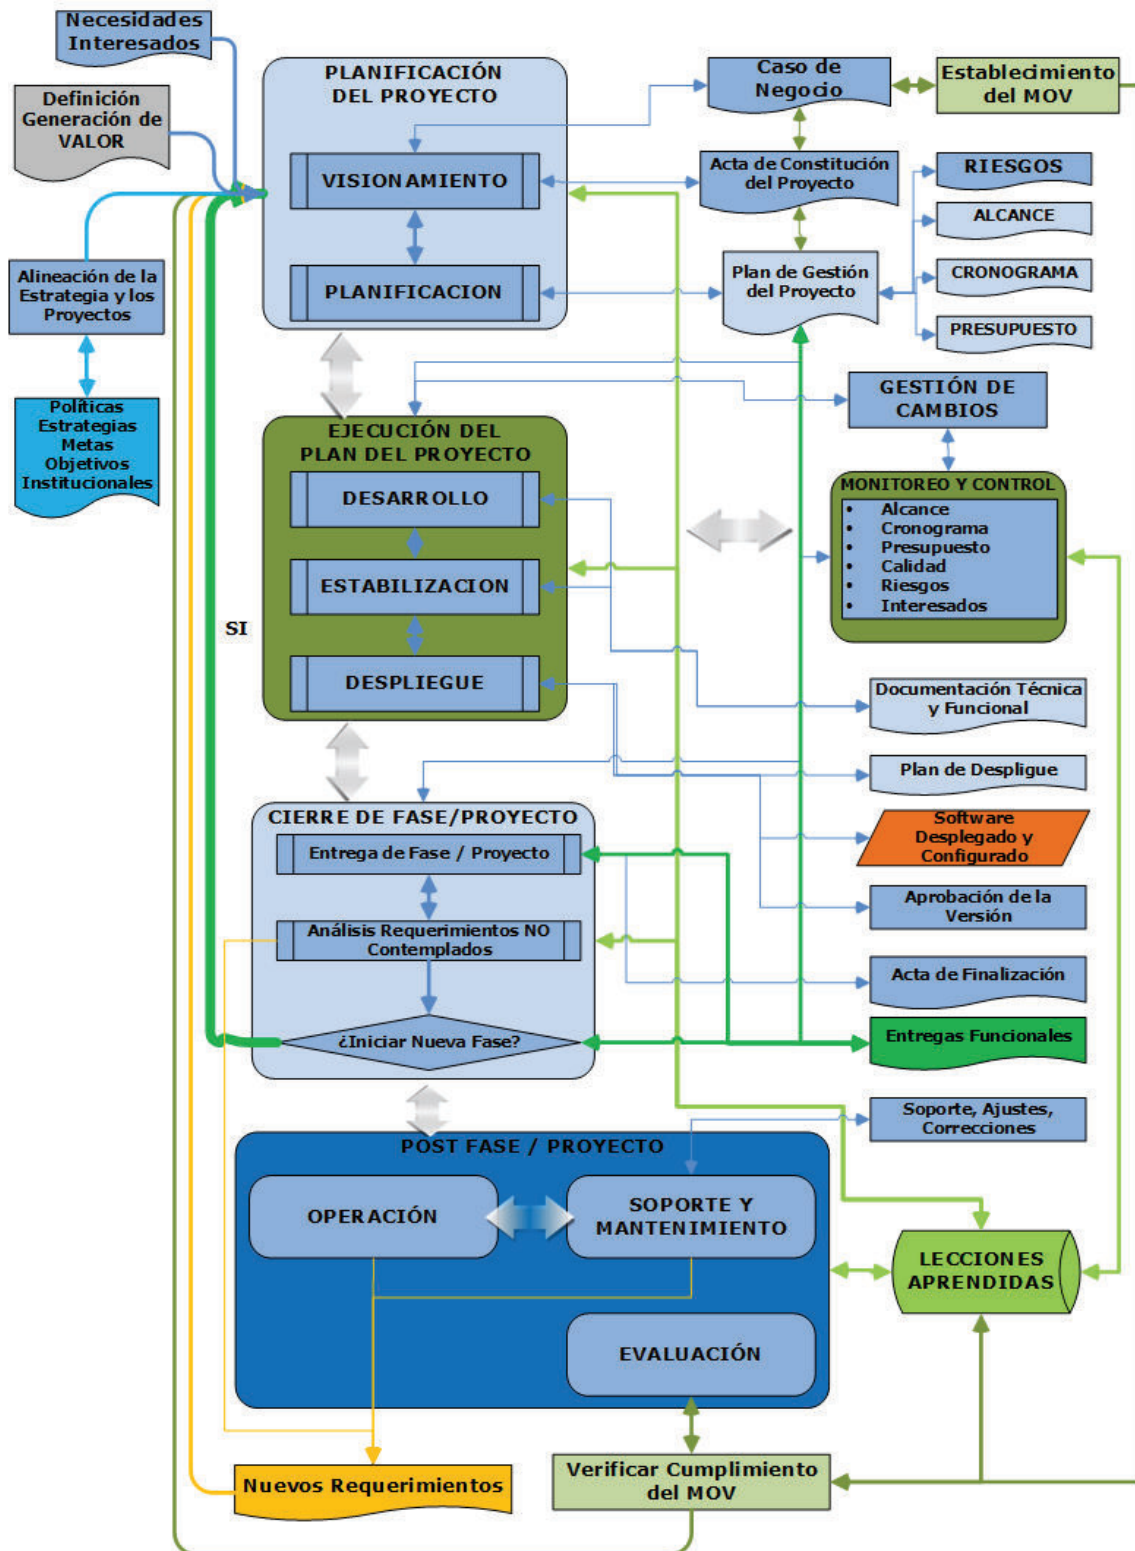 Necesidades
Interesados
Definición
Generación de
VALOR
Alineación de la
Estrategia y los
Proyectos
Políticas
Estrategias
Metas
Objetivos
Institucionales
PLANIFICACIÓN
DEL PROYECTO
VISIONAMIENTO
PLANIFICACION
Caso de
Negocio
Establecimiento
del MOV
Acta de Constitución
del Proyecto
Plan de Gestión
del Proyecto
RIESGOS
ALCANCE
CRONOGRAMA
PRESUPUESTO
GESTIÓN DE
CAMBIOS
EJECUCIÓN DEL
PLAN DEL PROYECTO
DESARROLLO
ESTABILIZACION
DESPLIEGUE
SI
MONITOREO Y CONTROL
• Alcance
• Cronograma
• Presupuesto
• Calidad
• Riesgos
• Interesados
Documentación Técnica
y Funcional
Plan de Despligue
Software
Desplegado y
Configurado
Aprobación de la
Versión
Acta de Finalización
Entregas Funcionales
Soporte, Ajustes,
Correcciones
CIERRE DE FASE/PROYECTO
Entrega de Fase / Proyecto
Análisis Requerimientos NO
Contemplados
¿Iniciar Nueva Fase?
POST FASE / PROYECTO
OPERACIÓN
SOPORTE Y
MANTENIMIENTO
EVALUACIÓN
LECCIONES
APRENDIDAS
Nuevos Requerimientos
Verificar Cumplimiento
del MOV